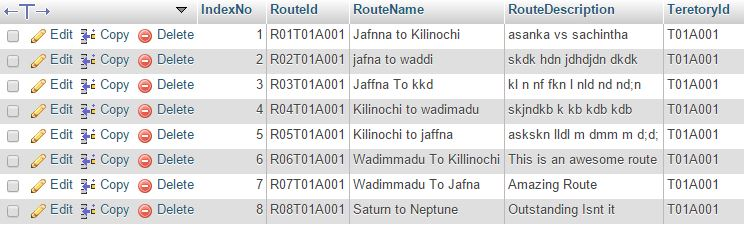 IndexNo RouteId RouteName RouteDescription TeretoryId
Edit Copy Delete 1 R01T01A001 Jafnna to Kilinochi asanka vs sachintha T01A001
Edit Copy Delete 2 R02T01A001 jafna to waddi skdk hdn jdhdjdn dkdk T01A001
Edit Copy Delete 3 R03T01A001 Jaffna To kkd kl n nf fkn l nld nd nd;n T01A001
Edit Copy Delete 4 R04T01A001 Kilinochi to wadimadu skjndkb k kb kdb kdb T01A001
Edit Copy Delete 5 R05T01A001 Kilinochi to jaffna askskn lldl m dmm m d;d; T01A001
Edit Copy Delete 6 R06T01A001 Wadimmadu To Killinochi This is an awesome route T01A001
Edit Copy Delete 7 R07T01A001 Wadimmadu To Jafna Amazing Route T01A001
Edit Copy Delete 8 R08T01A001 Saturn to Neptune Outstanding Isnt it T01A001